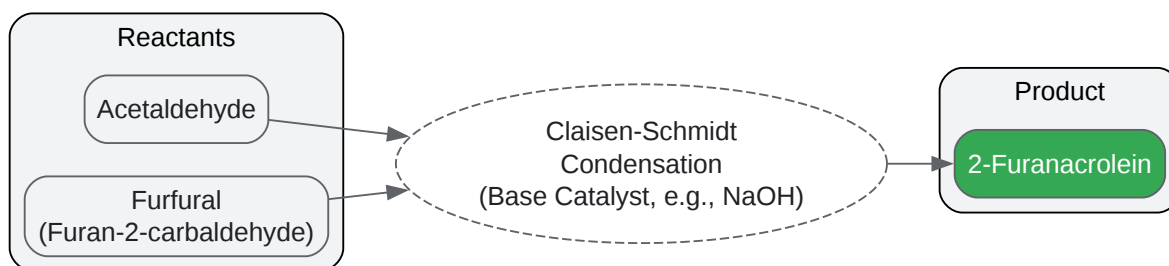 Reactants
Acetaldehyde
Furfural
(Furan-2-carbaldehyde)
Claisen-Schmidt
Condensation
(Base Catalyst, e.g., NaOH)
Product
2-Furanacrolein